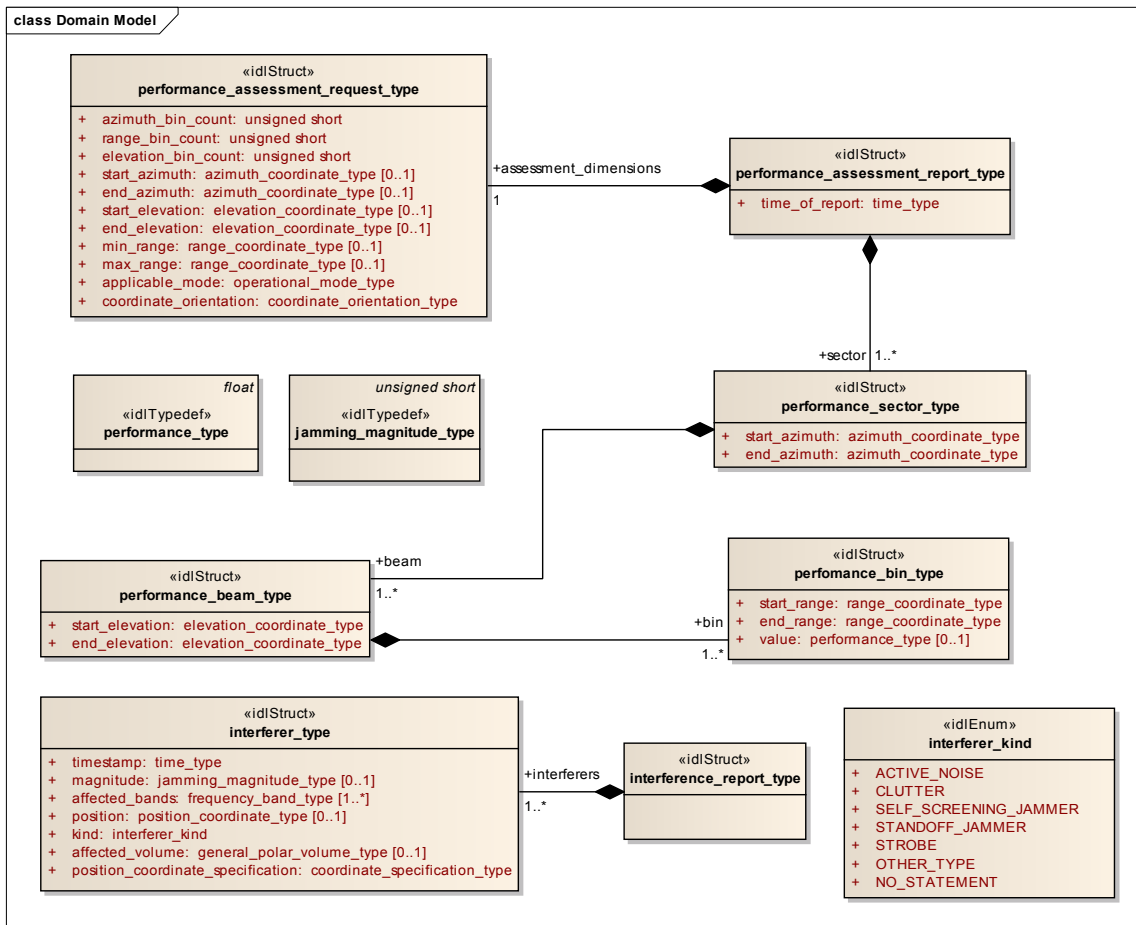 class Domain Model
«idlStruct»
performance_assessment_request_type
+ azimuth_bin_count: unsigned short
+ range_bin_count: unsigned short
+ elevation_bin_count: unsigned short
+ start_azimuth: azimuth_coordinate_type [0..1]
+ end_azimuth: azimuth_coordinate_type [0..1]
+ start_elevation: elevation_coordinate_type [0..1]
+ end_elevation: elevation_coordinate_type [0..1]
+ min_range: range_coordinate_type [0..1]
+ max_range: range_coordinate_type [0..1]
+ applicable_mode: operational_mode_type
+ coordinate_orientation: coordinate_orientation_type
+assessment_dimensions
1
«idlStruct»
performance_assessment_report_type
+ time_of_report: time_type
+sector 1..*
float
«idlTypedef»
performance_type
unsigned short
«idlTypedef»
jamming_magnitude_type
«idlStruct»
performance_sector_type
+ start_azimuth: azimuth_coordinate_type
+ end_azimuth: azimuth_coordinate_type
+beam
1..*
«idlStruct»
performance_beam_type
+ start_elevation: elevation_coordinate_type
+ end_elevation: elevation_coordinate_type
+bin
1..*
«idlStruct»
perfomance_bin_type
+ start_range: range_coordinate_type
+ end_range: range_coordinate_type
+ value: performance_type [0..1]
«idlStruct»
interferer_type
+ timestamp: time_type
+ magnitude: jamming_magnitude_type [0..1]
+ affected_bands: frequency_band_type [1..*]
+ position: position_coordinate_type [0..1]
+ kind: interferer_kind
+ affected_volume: general_polar_volume_type [0..1]
+ position_coordinate_specification: coordinate_specification_type
+interferers
1..*
«idlStruct»
interference_report_type
«idlEnum»
interferer_kind
+ ACTIVE_NOISE
+ CLUTTER
+ SELF_SCREENING_JAMMER
+ STANDOFF_JAMMER
+ STROBE
+ OTHER_TYPE
+ NO_STATEMENT